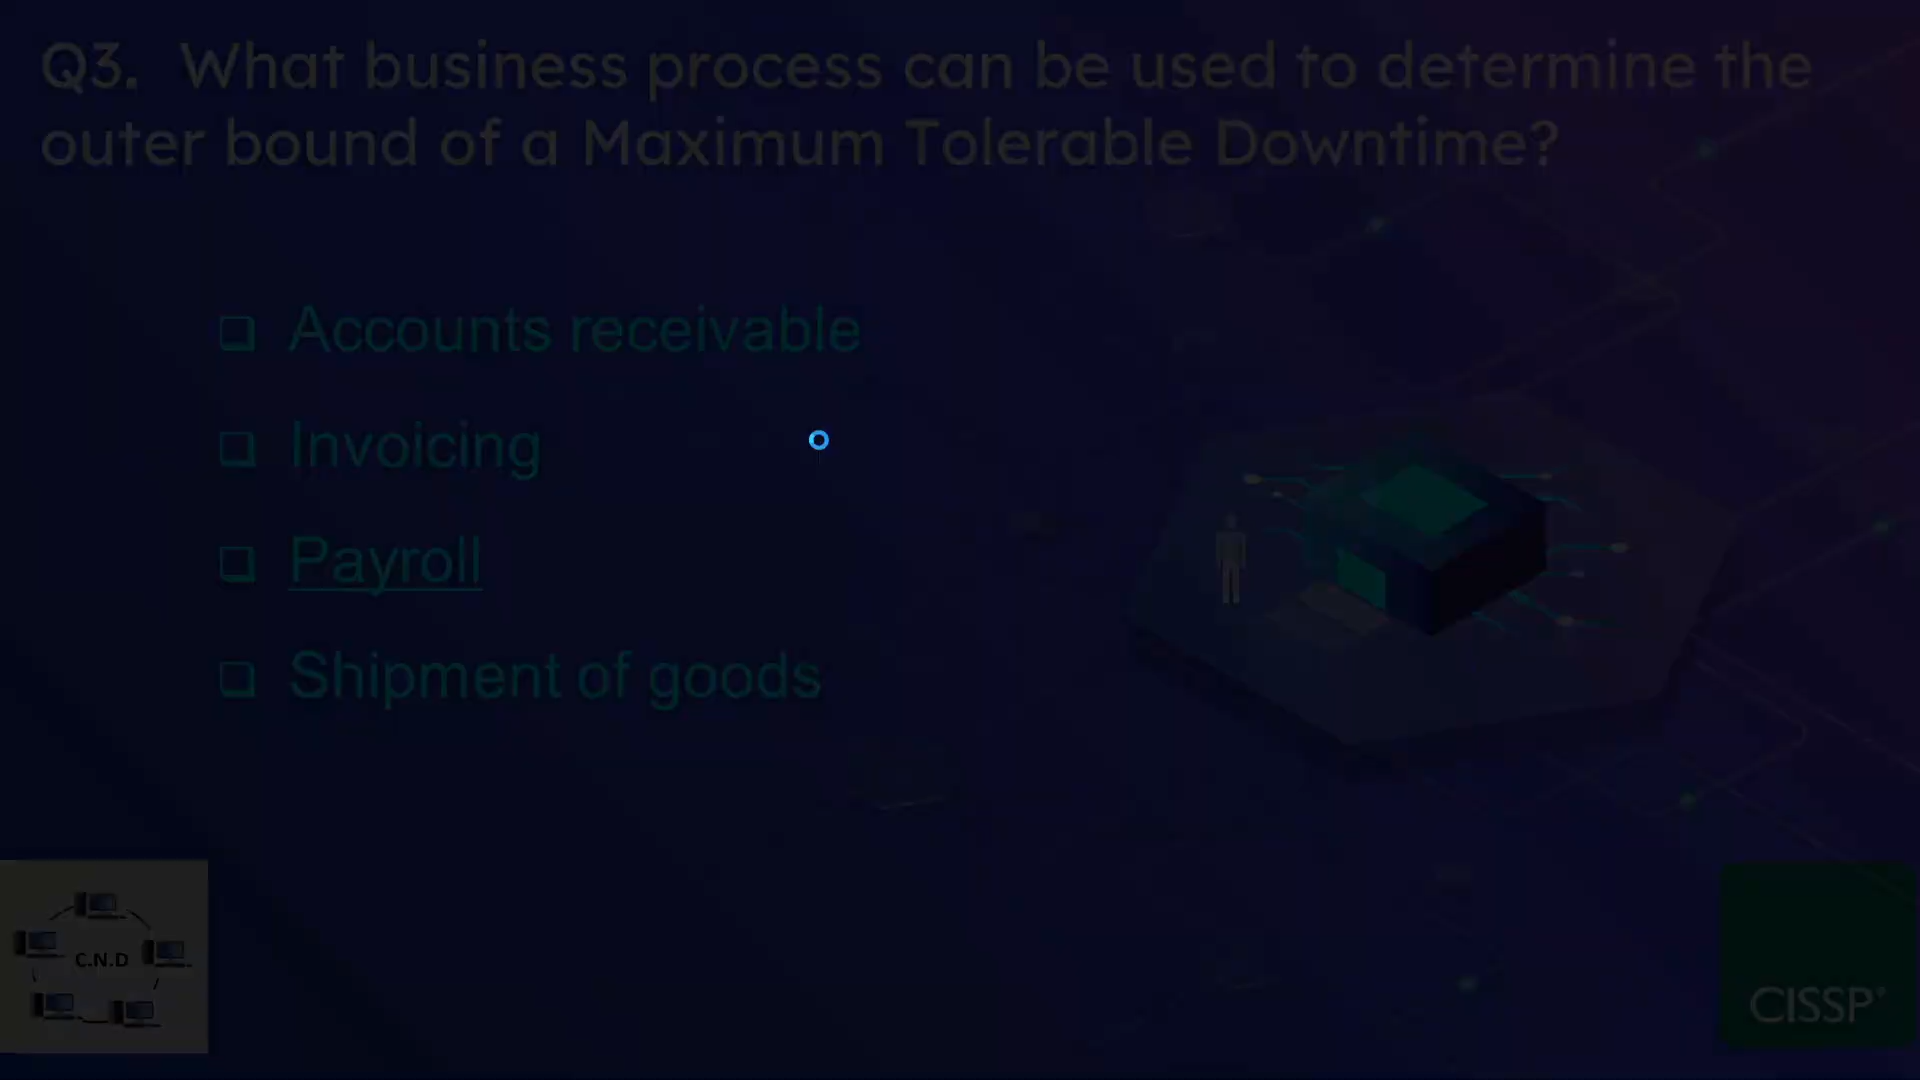 Q3. What business process can be used to determine the
outer bound of a Maximum Tolerable Downtime?
Accounts receivable
Invoicing
Payroll
Shipment of goods
C.N.D
CISSP®